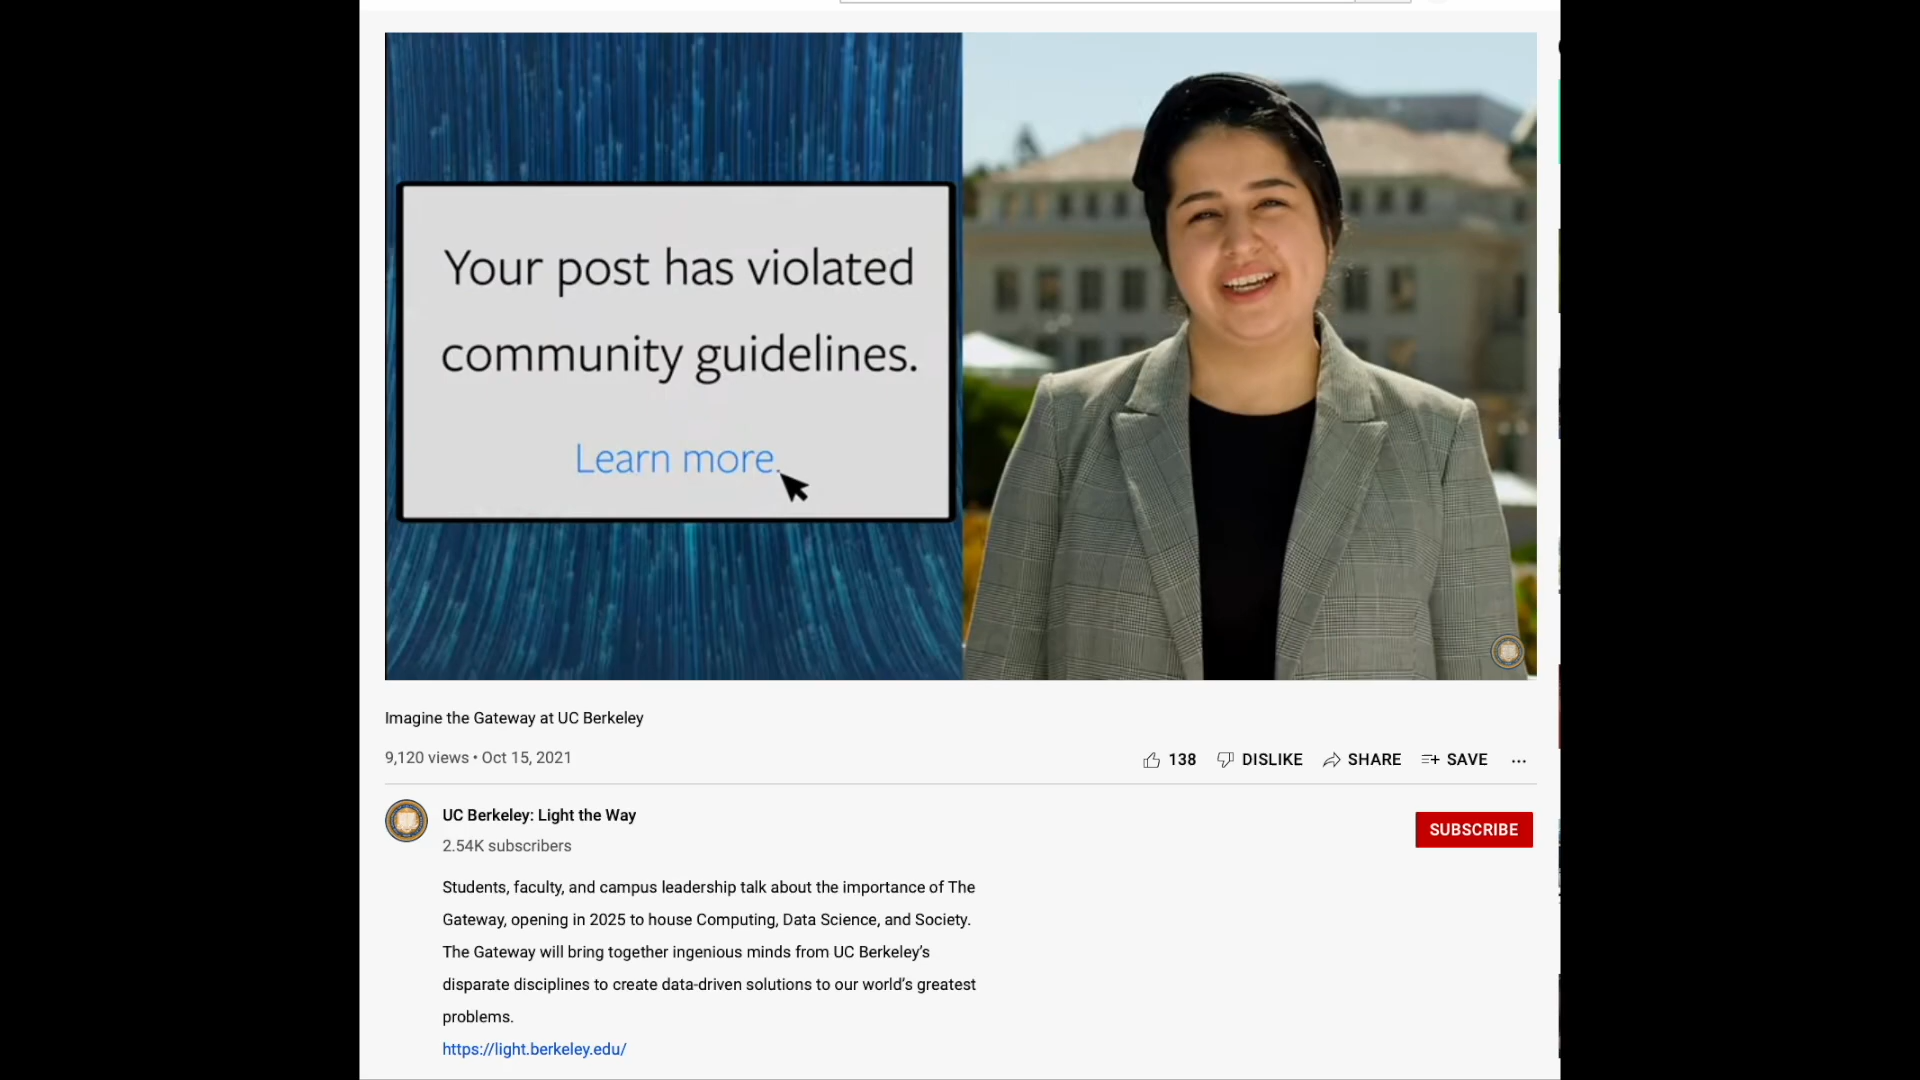 Your post has violated
community guidelines.
Learn more.
Imagine the Gateway at UC Berkeley
9,120 views • Oct 15, 2021
138 DISLIKE SHARE SAVE ...
UC Berkeley: Light the Way
2.54K subscribers
SUBSCRIBE
Students, faculty, and campus leadership talk about the importance of The
Gateway, opening in 2025 to house Computing, Data Science, and Society.
The Gateway will bring together ingenious minds from UC Berkeley’s
disparate disciplines to create data-driven solutions to our world’s greatest
problems.
https://light.berkeley.edu/